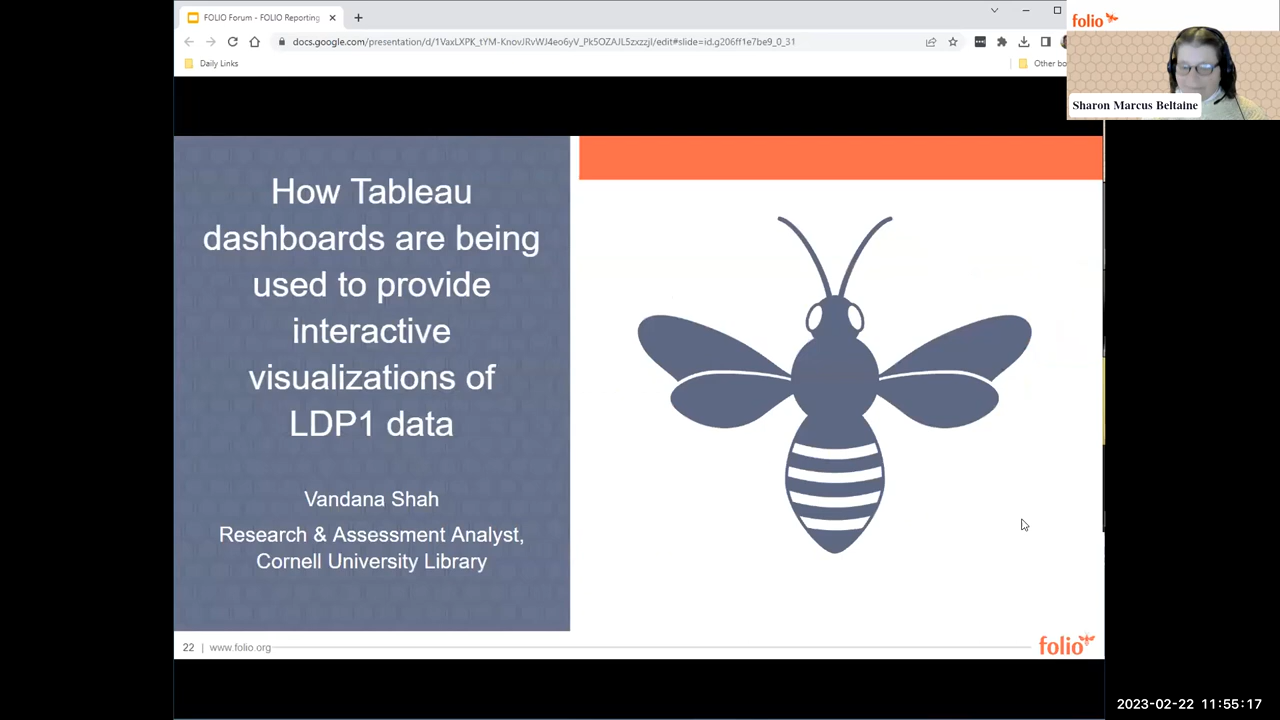 FOLIO Forum - FOLIO Reporting
docs.google.com/presentation/d/1VaxLXPK_tYM-KnovJRvWJ4eo6yV_Pk5OZAJL5zxzzjI/edit#slide=id.g206ff1e7be9_0_31
Daily Links
Other bo
folio
Sharon Marcus Beltaine
How Tableau
dashboards are being
used to provide
interactive
visualizations of
LDP1 data
Vandana Shah
Research & Assessment Analyst,
Cornell University Library
22 | www.folio.org
folio
2023-02-22 11:55:17